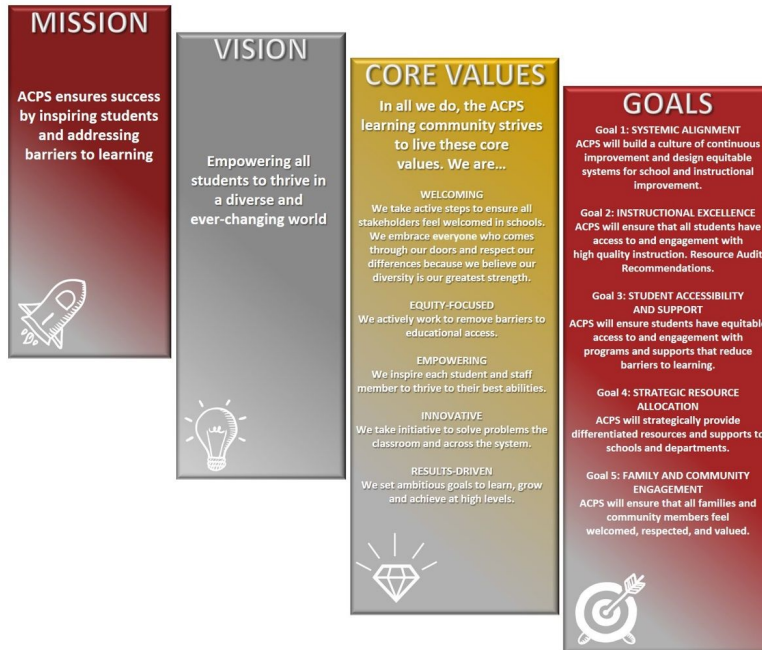 MISSION
ACPS ensures success
by inspiring students
and addressing
barriers to learning
VISION
Empowering all
students to thrive in
a diverse and
ever-changing world
CORE VALUES
In all we do, the ACPS
learning community strives
to live these core
values. We are...
WELCOMING
We take active steps to ensure all
stakeholders feel welcomed in schools.
We embrace everyone who comes
through our doors and respect our
differences because we believe our
diversity is our greatest strength.
EQUITY-FOCUSED
We actively work to remove barriers to
educational access.
EMPOWERING
We inspire each student and staff
member to thrive to their best abilities.
INNOVATIVE
We take initiative to solve problems the
classroom and across the system.
RESULTS-DRIVEN
We set ambitious goals to learn, grow
and achieve at high levels.
GOALS
Goal 1: SYSTEMIC ALIGNMENT
ACPS will build a culture of continuous
improvement and design equitable
systems for school and instructional
improvement.
Goal 2: INSTRUCTIONAL EXCELLENCE
ACPS will ensure that all students have
access to and engagement with
high quality instruction. Resource Audit
Recommendations.
Goal 3: STUDENT ACCESSIBILITY
AND SUPPORT
ACPS will ensure students have equitable
access to and engagement with
programs and supports that reduce
barriers to learning.
Goal 4: STRATEGIC RESOURCE
ALLOCATION
ACPS will strategically provide
differentiated resources and supports to
schools and departments.
Goal 5: FAMILY AND COMMUNITY
ENGAGEMENT
ACPS will ensure that all families and
community members feel
welcomed, respected, and valued.